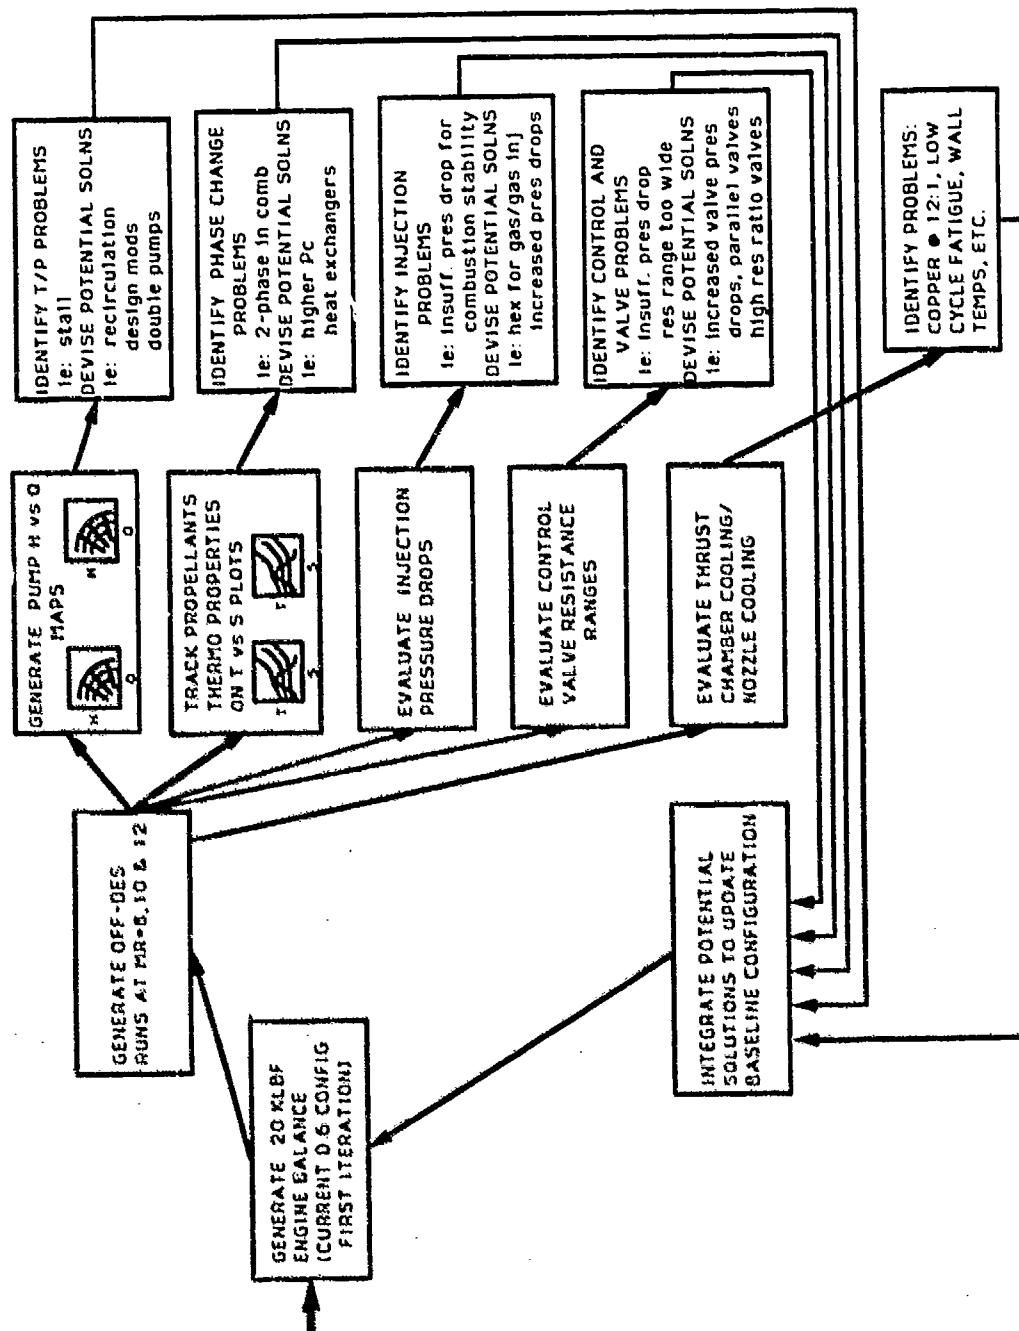 GENERATE 20 KLBF
ENGINE BALANCE
(CURRENT D.6 CONFIG
FIRST ITERATION)
GENERATE OFF-DES
RUNS AT MR=8,10 & 12
INTEGRATE POTENTIAL
SOLUTIONS TO UPDATE
BASELINE CONFIGURATION
GENERATE PUMP H vs Q
MAPS
H
Q
H
Q
TRACK PROPELLANTS
THERMO PROPERTIES
ON T vs S PLOTS
T
S
T
S
EVALUATE INJECTION
PRESSURE DROPS
EVALUATE CONTROL
VALVE RESISTANCE
RANGES
EVALUATE THRUST
CHAMBER COOLING/
NOZZLE COOLING
IDENTIFY T/P PROBLEMS
ie: stall
DEVISE POTENTIAL SOLNS
ie: recirculation
design mods
double pumps
IDENTIFY PHASE CHANGE
PROBLEMS
ie: 2-phase in comb
DEVISE POTENTIAL SOLNS
ie: higher Pc
heat exchangers
IDENTIFY INJECTION
PROBLEMS
ie: insuff. pres drop for
combustion stability
DEVISE POTENTIAL SOLNS
ie: hex for gas/gas inj
increased pres drops
IDENTIFY CONTROL AND
VALVE PROBLEMS
ie: insuff. pres drop
res range too wide
DEVISE POTENTIAL SOLNS
ie: increased valve pres
drops, parallel valves
high res ratio valves
IDENTIFY PROBLEMS:
COPPER @ 12:1, LOW
CYCLE FATIGUE, WALL
TEMPS, ETC.